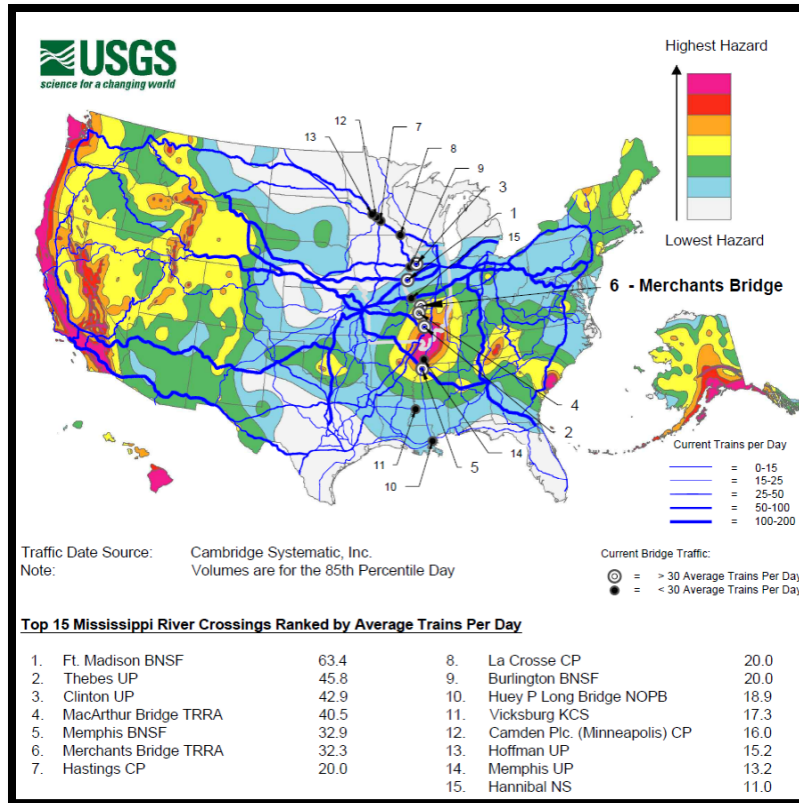 USGS
science for a changing world
Highest Hazard
Lowest Hazard
12
7
13
8
9
3
1
15
6 - Merchants Bridge
4
2
14
5
11
10
Current Trains per Day
= 0-15
= 15-25
= 25-50
= 50-100
= 100-200
Traffic Date Source: Cambridge Systematic, Inc.
Note: Volumes are for the 85th Percentile Day
Current Bridge Traffic:
= > 30 Average Trains Per Day
= < 30 Average Trains Per Day
Top 15 Mississippi River Crossings Ranked by Average Trains Per Day
1. Ft. Madison BNSF 63.4
2. Thebes UP 45.8
3. Clinton UP 42.9
4. MacArthur Bridge TRRA 40.5
5. Memphis BNSF 32.9
6. Merchants Bridge TRRA 32.3
7. Hastings CP 20.0
8. La Crosse CP 20.0
9. Burlington BNSF 20.0
10. Huey P Long Bridge NOPB 18.9
11. Vicksburg KCS 17.3
12. Camden Plc. (Minneapolis) CP 16.0
13. Hoffman UP 15.2
14. Memphis UP 13.2
15. Hannibal NS 11.0